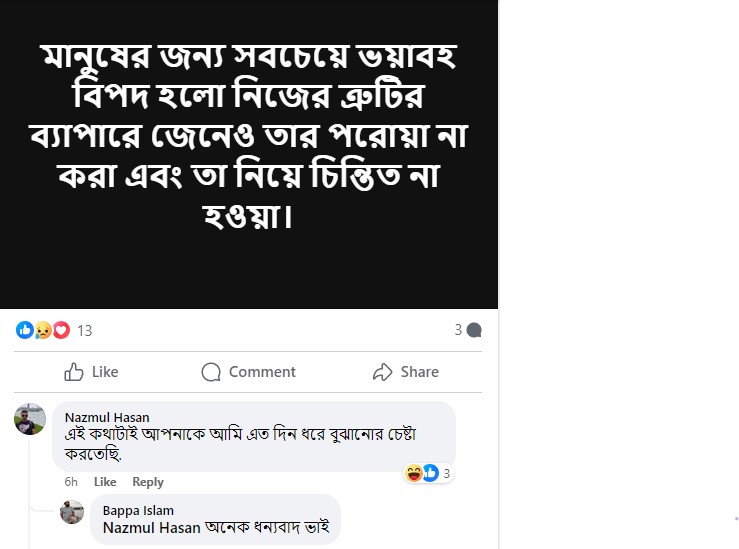 মানুষের জন্য সবচেয়ে ভয়াবহ
বিপদ হলো নিজের ত্রুটির
ব্যাপারে জেনেও তার পরোয়া না
করা এবং তা নিয়ে চিন্তিত না
হওয়া।
13
3
Like
Comment
Share
Nazmul Hasan
এই কথাটাই আপনাকে আমি এত দিন ধরে বুঝানোর চেষ্টা
করতেছি.
3
6h Like Reply
Bappa Islam
Nazmul Hasan অনেক ধন্যবাদ ভাই